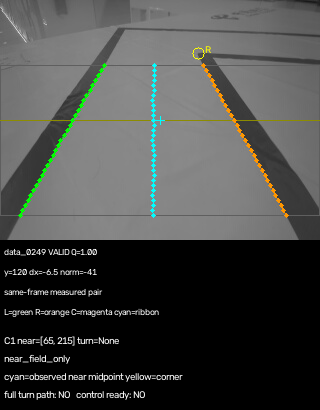 R
data_0249 VALID Q=1.00
y=120 dx=-6.5 norm=-41
same-frame measured pair
L=green R=orange C=magenta cyan=ribbon
C1 near=[65, 215] turn=None
near_field_only
cyan=observed near midpoint yellow=corner
full turn path: NO control ready: NO